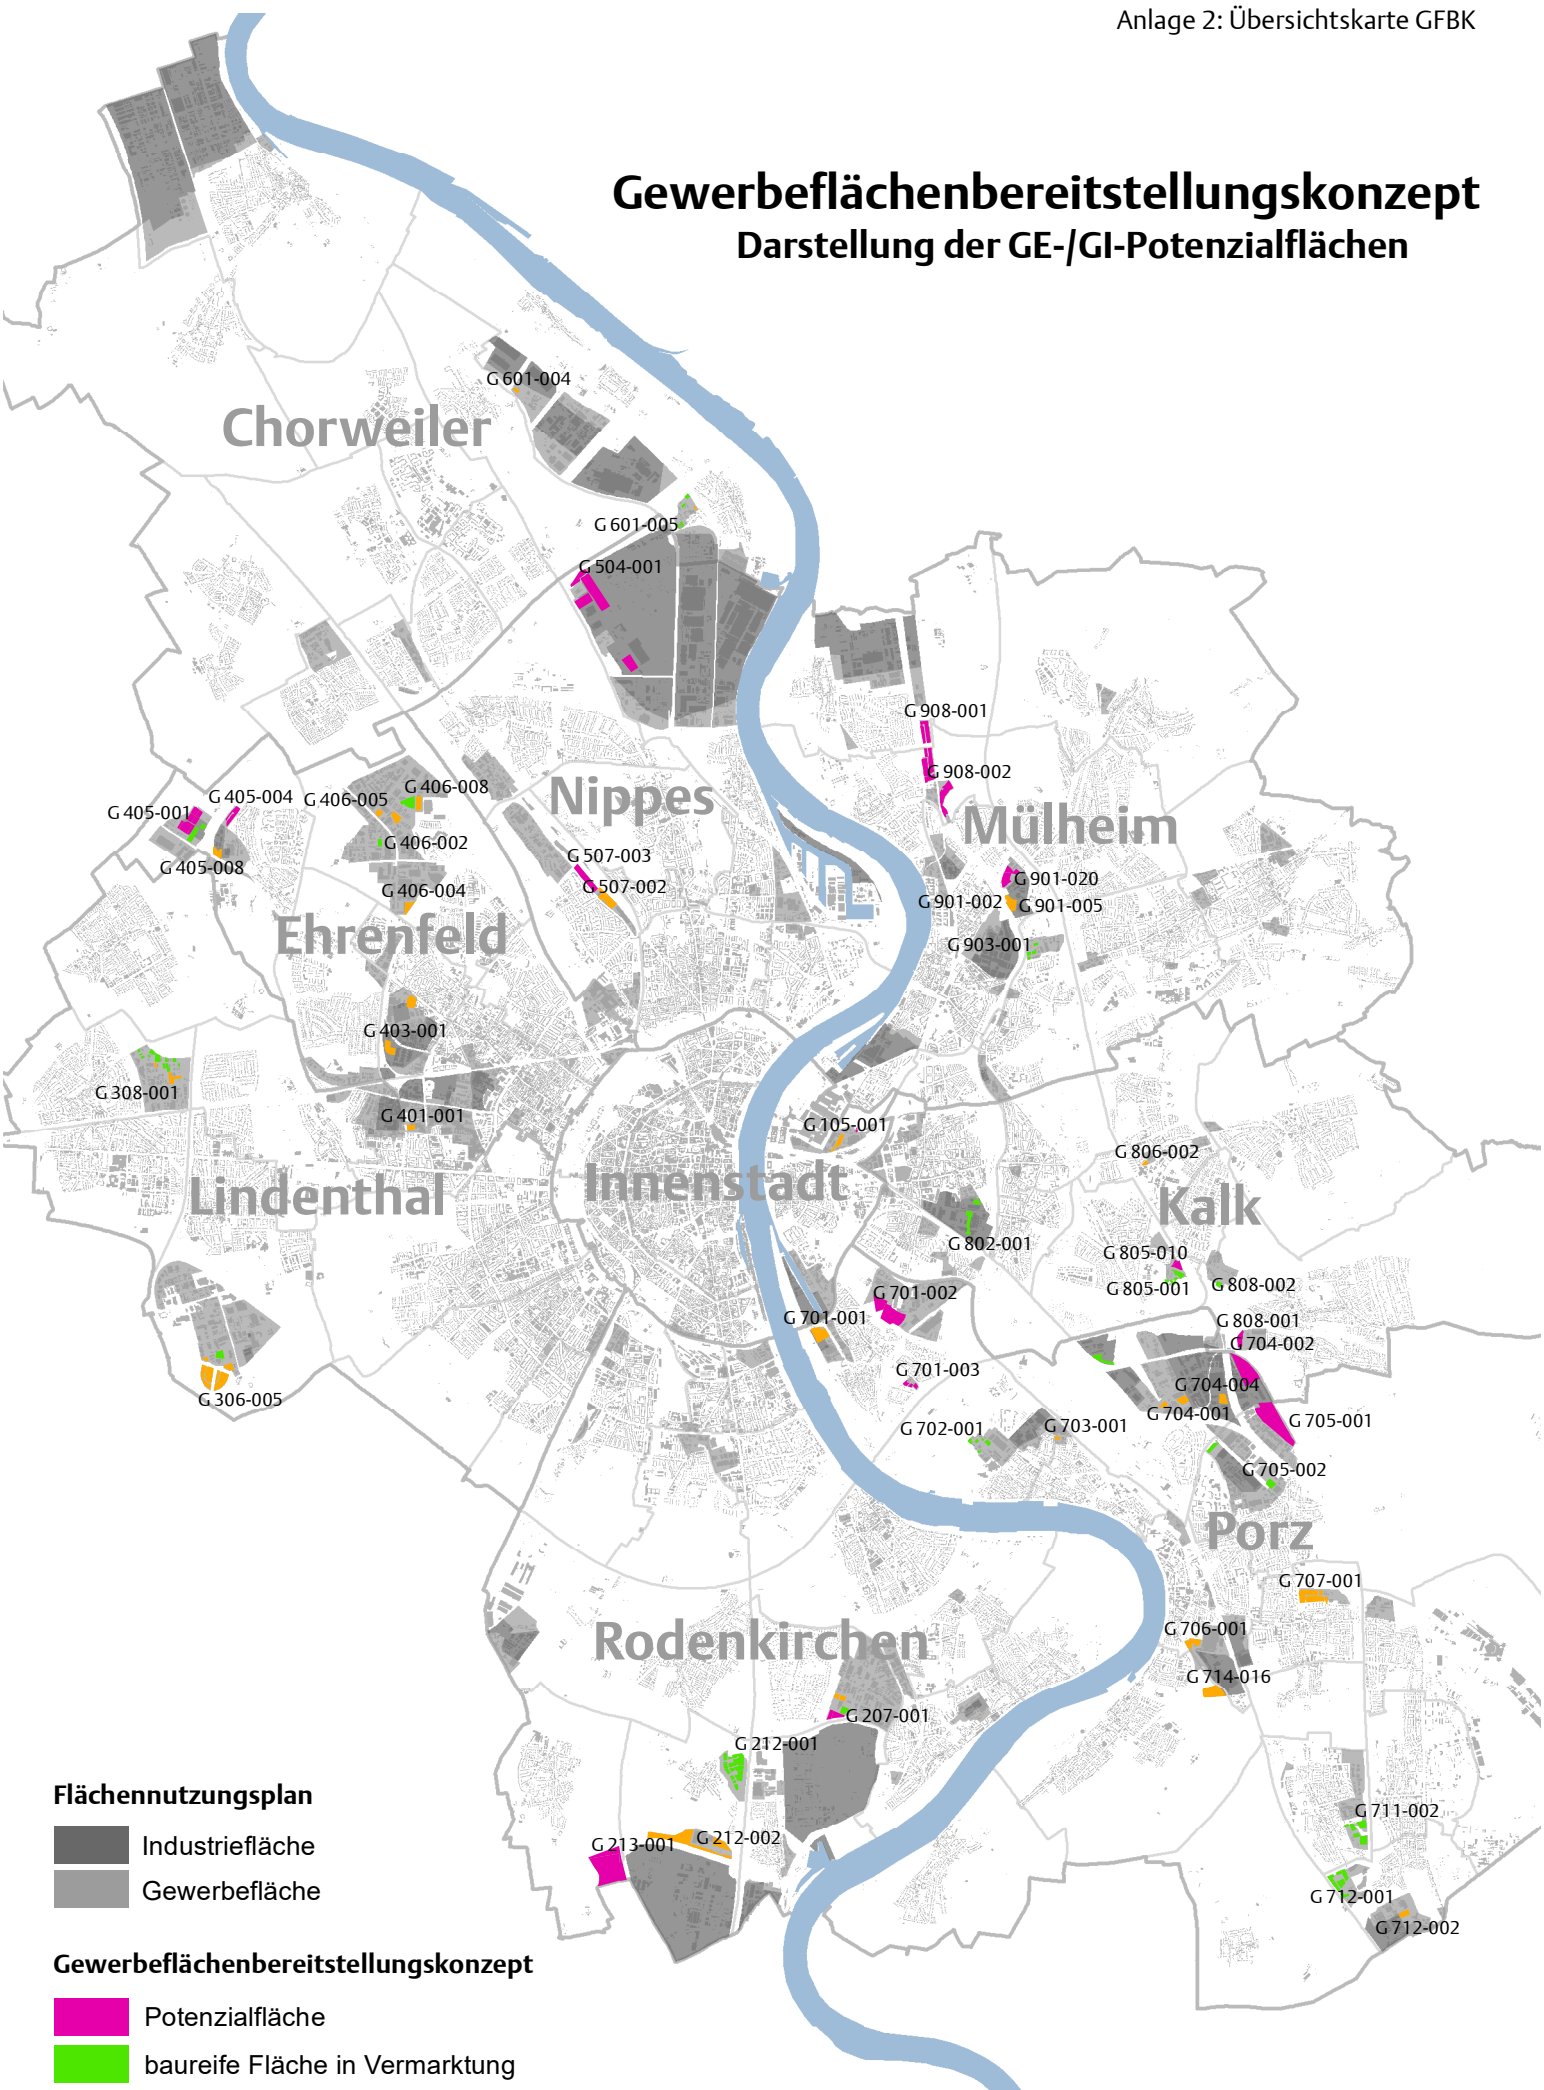 Anlage 2: Übersichtskarte GFBK
Gewerbeflächenbereitstellungskonzept
Darstellung der GE-/GI-Potenzialflächen
G 601-004
Chorweiler
G 601-005
G 504-001
G 908-001
G 908-002
G 406-008
G 405-004
G 406-005
G 405-001
Nippes
Mülheim
G 406-002
G 507-003
G 405-008
G 901-020
G 507-002
G 406-004
G 901-002
G 901-005
Ehrenfeld
G 903-001
G 403-001
G 308-001
G 401-001
G 105-001
G 806-002
Innenstadt
Lindenthal
Kalk
G 802-001
G 805-010
G 805-001
G 808-002
G 701-002
G 701-001
G 808-001
G 704-002
G 701-003
G 704-004
G 306-005
G 704-001
G 705-001
G 702-001
G 703-001
G 705-002
Porz
G 707-001
G 706-001
Rodenkirchen
G 714-016
G 207-001
G 212-001
G 711-002
G 212-002
G 213-001
G 712-001
G 712-002
Flächennutzungsplan
Industriefläche
Gewerbefläche
Gewerbeflächenbereitstellungskonzept
Potenzialfläche
baureife Fläche in Vermarktung